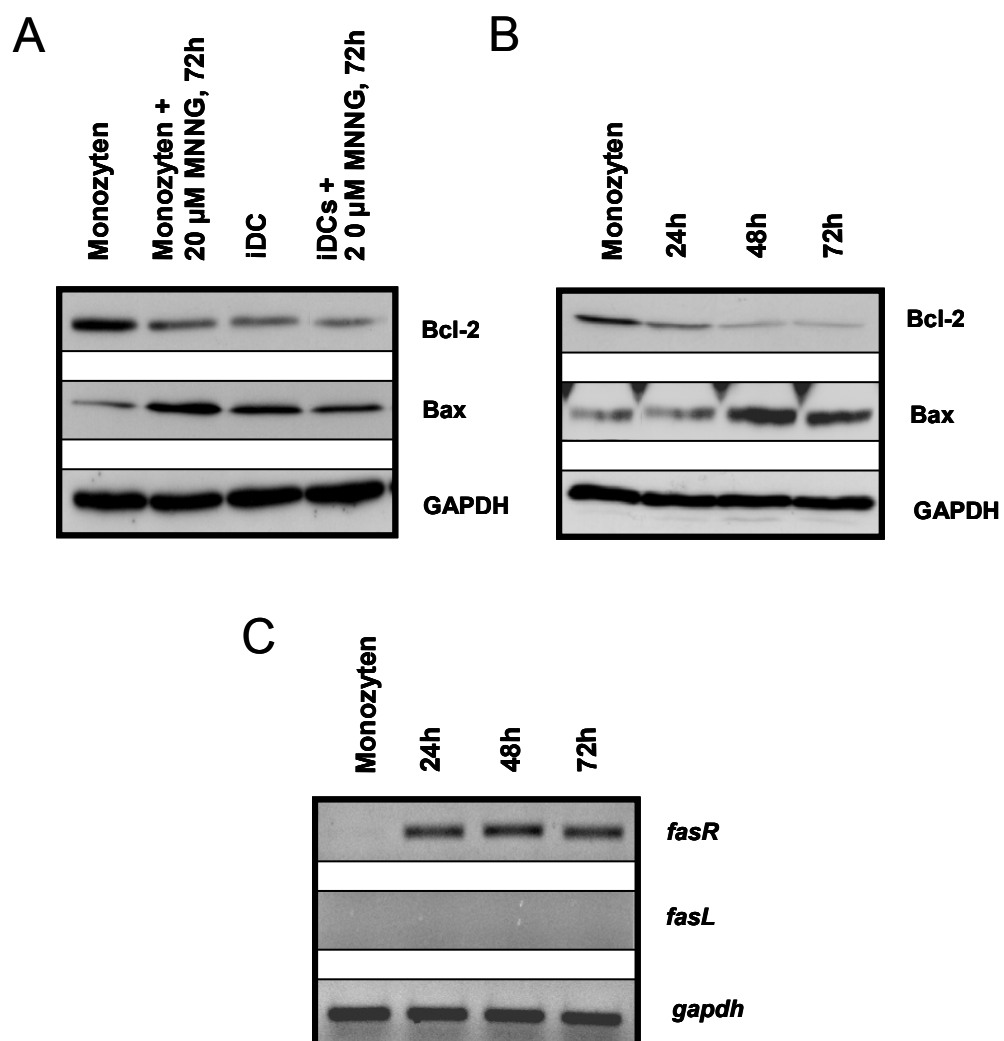 A
Monozyten
Monozyten +
20 µM MNNG, 72h
iDC
iDCs +
2 0 µM MNNG, 72h
Bcl-2
Bax
GAPDH
B
Monozyten
24h
48h
72h
Bcl-2
Bax
GAPDH
C
Monozyten
24h
48h
72h
fasR
fasL
gapdh